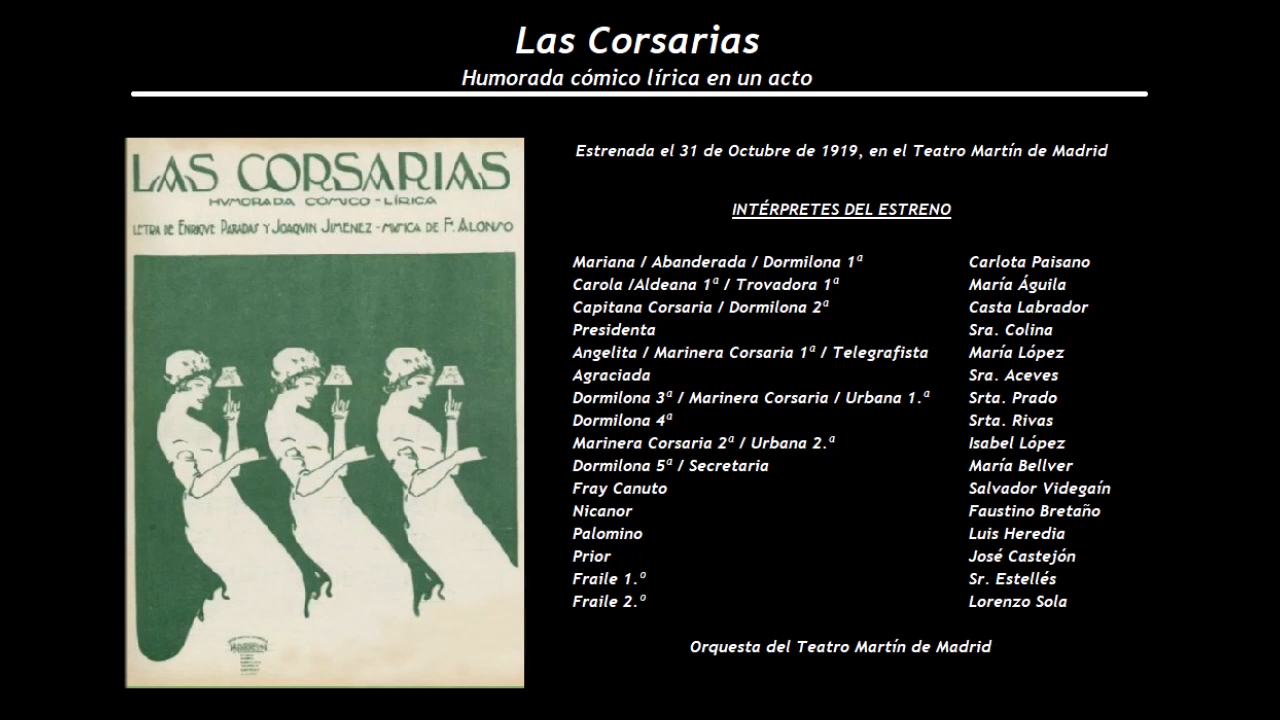 Las Corsarias
Humorada cómico lírica en un acto
LAS CORSARIAS
HVMORADA CÓMICO-LÍRICA
LETRA DE ENRIQVE PARADAS Y JOAQVIN JIMENEZ - MVSICA DE F. ALONSO
Estrenada el 31 de Octubre de 1919, en el Teatro Martín de Madrid
INTÉRPRETES DEL ESTRENO
Mariana / Abanderada / Dormilona 1ª Carlota Paisano
Carola /Aldeana 1ª / Trovadora 1ª María Águila
Capitana Corsaria / Dormilona 2ª Casta Labrador
Presidenta Sra. Colina
Angelita / Marinera Corsaria 1ª / Telegrafista María López
Agraciada Sra. Aceves
Dormilona 3ª / Marinera Corsaria / Urbana 1.ª Srta. Prado
Dormilona 4ª Srta. Rivas
Marinera Corsaria 2ª / Urbana 2.ª Isabel López
Dormilona 5ª / Secretaria María Bellver
Fray Canuto Salvador Videgaín
Nicanor Faustino Bretaño
Palomino Luis Heredia
Prior José Castejón
Fraile 1.º Sr. Estellés
Fraile 2.º Lorenzo Sola
Orquesta del Teatro Martín de Madrid